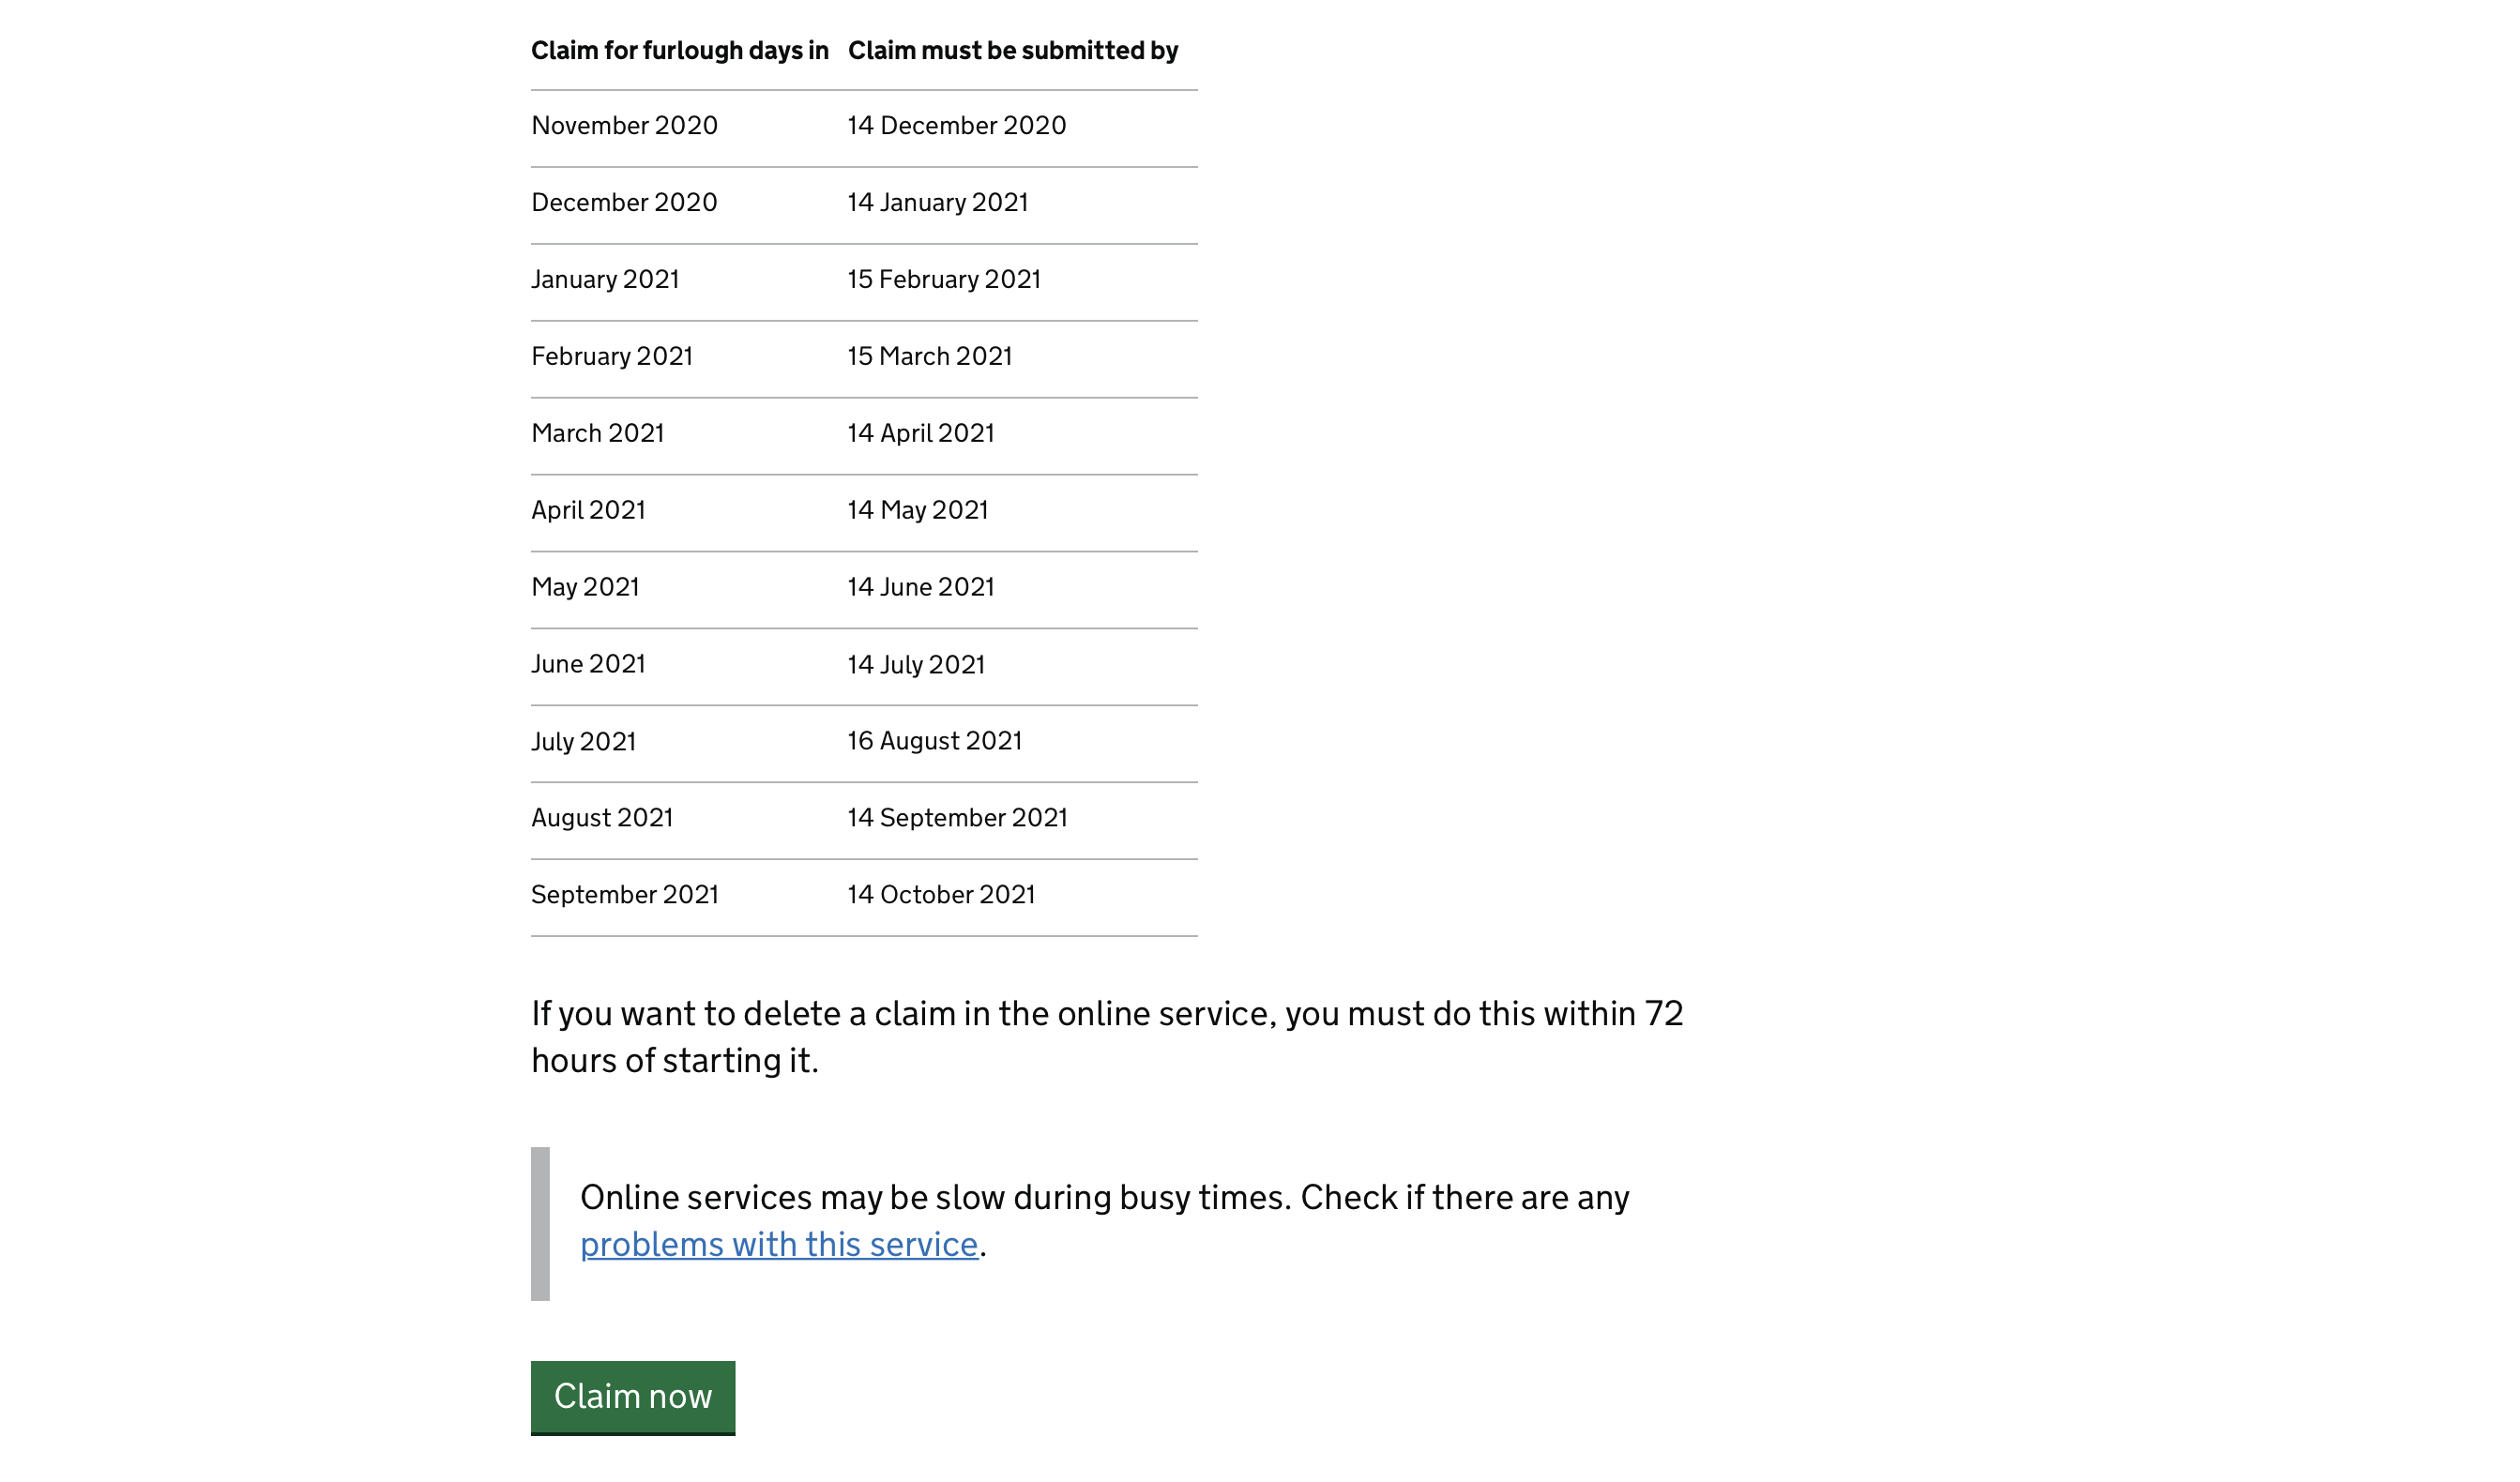 Claim for furlough days in Claim must be submitted by
November 2020 14 December 2020
December 2020 14 January 2021
January 2021 15 February 2021
February 2021 15 March 2021
March 2021 14 April 2021
April 2021 14 May 2021
May 2021 14 June 2021
June 2021 14 July 2021
July 2021 16 August 2021
August 2021 14 September 2021
September 2021 14 October 2021
If you want to delete a claim in the online service, you must do this within 72
hours of starting it.
Online services may be slow during busy times. Check if there are any
problems with this service.
Claim now